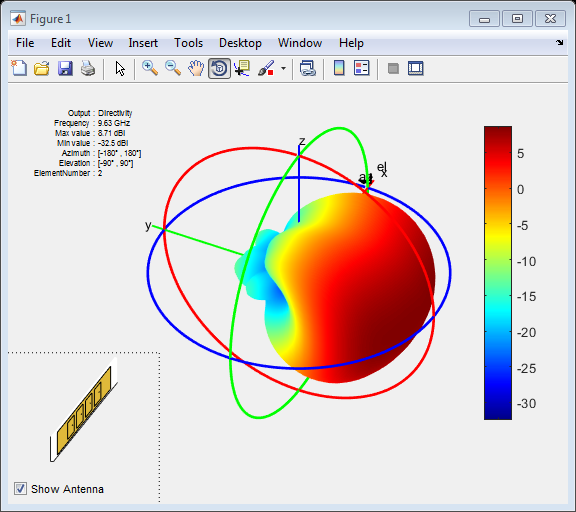 Figure 1
File Edit View Insert Tools Desktop Window Help
Output : Directivity
Frequency : 9.63 GHz
Max value : 8.71 dBi
Min value : -32.5 dBi
Azimuth : [-180° , 180°]
Elevation : [-90° , 90°]
ElementNumber : 2
z
el
x
a
y
5
0
-5
-10
-15
-20
-25
-30
Show Antenna